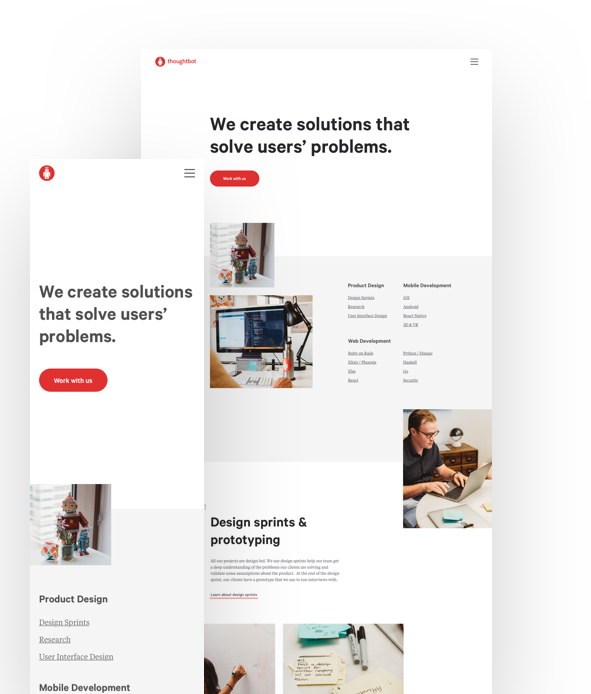 thoughtbot
We create solutions that
solve users’ problems.
Work with us
Product Design
Design Sprints
Research
User Interface Design
Mobile Development
iOS
Android
React Native
3D & VR
Web Development
Ruby on Rails
Elixir / Phoenix
Elm
React
Python / Django
Haskell
Go
Security
Design sprints &
prototyping
All our projects are design-led. We use design sprints help our team get
a deep understanding of the problems our clients are solving and
validate some assumptions about the product. At the end of the design
sprint, our clients have a prototype that we use to run interviews with.
Learn about design sprints
We create solutions
that solve users’
problems.
Work with us
Product Design
Design Sprints
Research
User Interface Design
Mobile Development